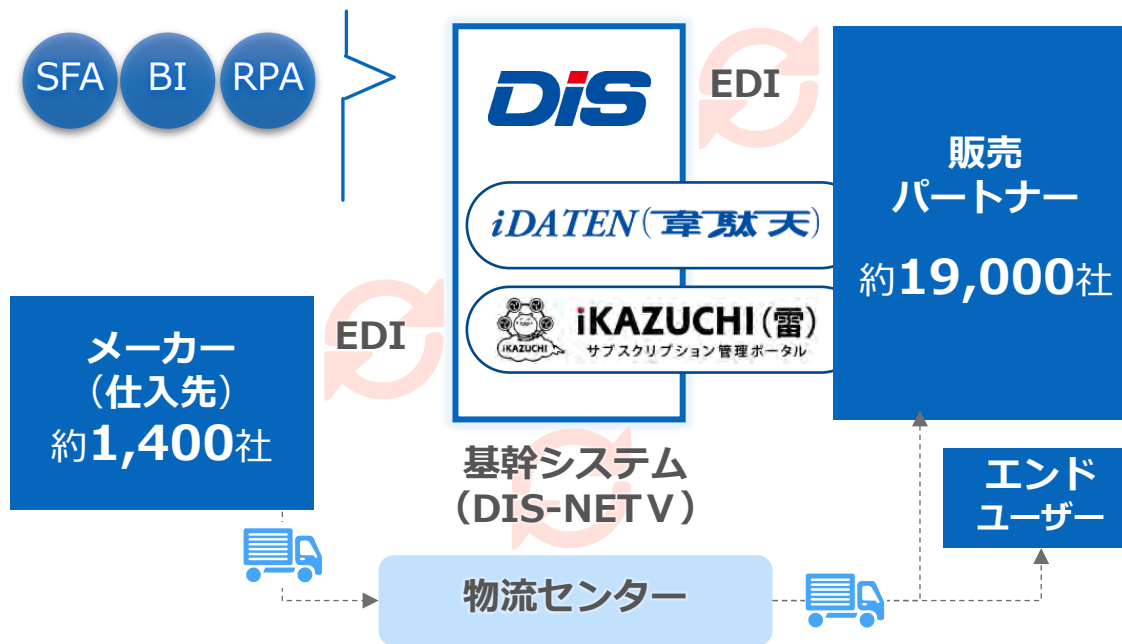 SFA
BI
RPA
DiS
EDI
iDATEN(韋駄天)
iKAZUCHI(雷)
サブスクリプション管理ポータル
iKAZUCHI
販売
パートナー
約19,000社
EDI
メーカー
（仕入先）
約1,400社
基幹システム
（DIS-NETⅤ）
エンド
ユーザー
物流センター